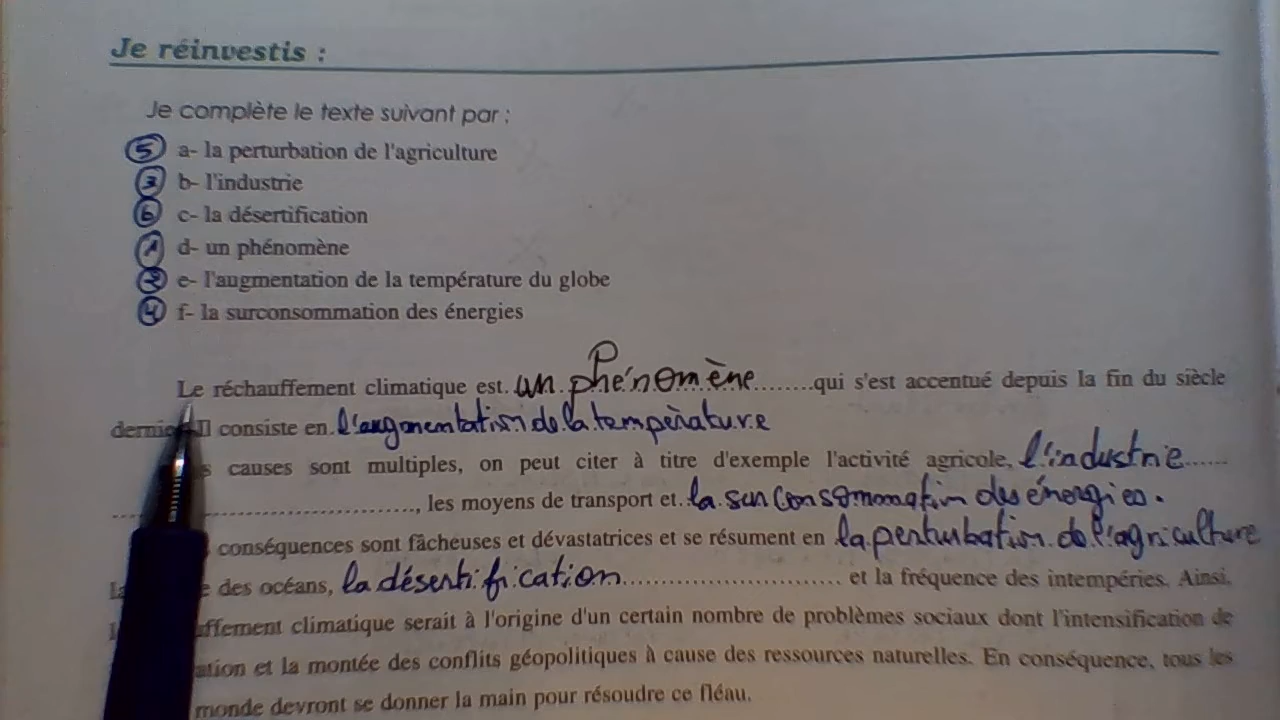 Je réinvestis :
Je complète le texte suivant par :
5 a- la perturbation de l'agriculture
3 b- l'industrie
6 c- la désertification
1 d- un phénomène
2 e- l'augmentation de la température du globe
4 f- la surconsommation des énergies
Le réchauffement climatique est un phénomène ........qui s'est accentué depuis la fin du siècle
Il consiste en l'augmentation de la température
causes sont multiples, on peut citer à titre d'exemple l'activité agricole, l'industrie ......
................................, les moyens de transport et la surconsommation des énergies.
conséquences sont fâcheuses et dévastatrices et se résument en la perturbation de l'agriculture
des océans, la désertification ............................ et la fréquence des intempéries. Ainsi,
climatique serait à l'origine d'un certain nombre de problèmes sociaux dont l'intensification de
et la montée des conflits géopolitiques à cause des ressources naturelles. En conséquence, tous les
monde devront se donner la main pour résoudre ce fléau.